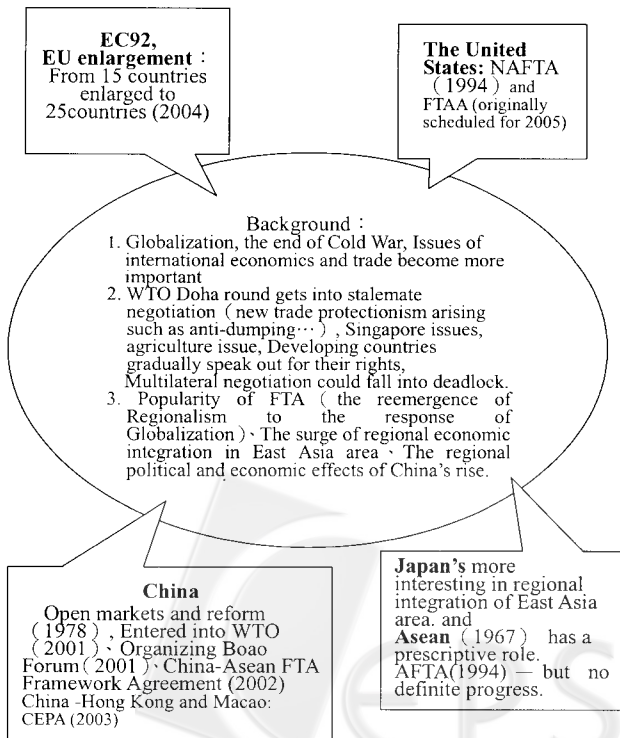 EC92,
EU enlargement：
From 15 countries
enlarged to
25countries (2004)
The United
States: NAFTA
（1994）and
FTAA (originally
scheduled for 2005)
Background：
1. Globalization, the end of Cold War, Issues of
international economics and trade become more
important
2. WTO Doha round gets into stalemate
negotiation（new trade protectionism arising
such as anti-dumping…）, Singapore issues,
agriculture issue, Developing countries
gradually speak out for their rights,
Multilateral negotiation could fall into deadlock.
3. Popularity of FTA（the reemergence of
Regionalism to the response of
Globalization）、The surge of regional economic
integration in East Asia area、The regional
political and economic effects of China's rise.
China
Open markets and reform
（1978）, Entered into WTO
（2001）、Organizing Boao
Forum（2001）、China-Asean FTA
Framework Agreement (2002)
China -Hong Kong and Macao:
CEPA (2003)
Japan's more
interesting in regional
integration of East Asia
area. and
Asean（1967）has a
prescriptive role.
AFTA(1994) — but no
definite progress.